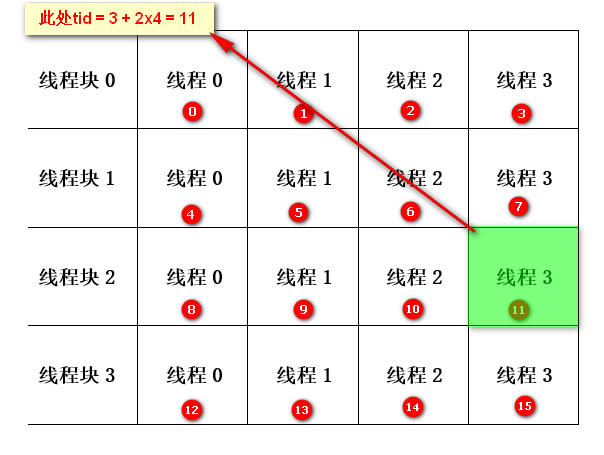 此处tid = 3 + 2x4 = 11
线程块 0 线程 0 线程 1 线程 2 线程 3
0 1 2 3
线程块 1 线程 0 线程 1 线程 2 线程 3
4 5 6 7
线程块 2 线程 0 线程 1 线程 2 线程 3
8 9 10 11
线程块 3 线程 0 线程 1 线程 2 线程 3
12 13 14 15